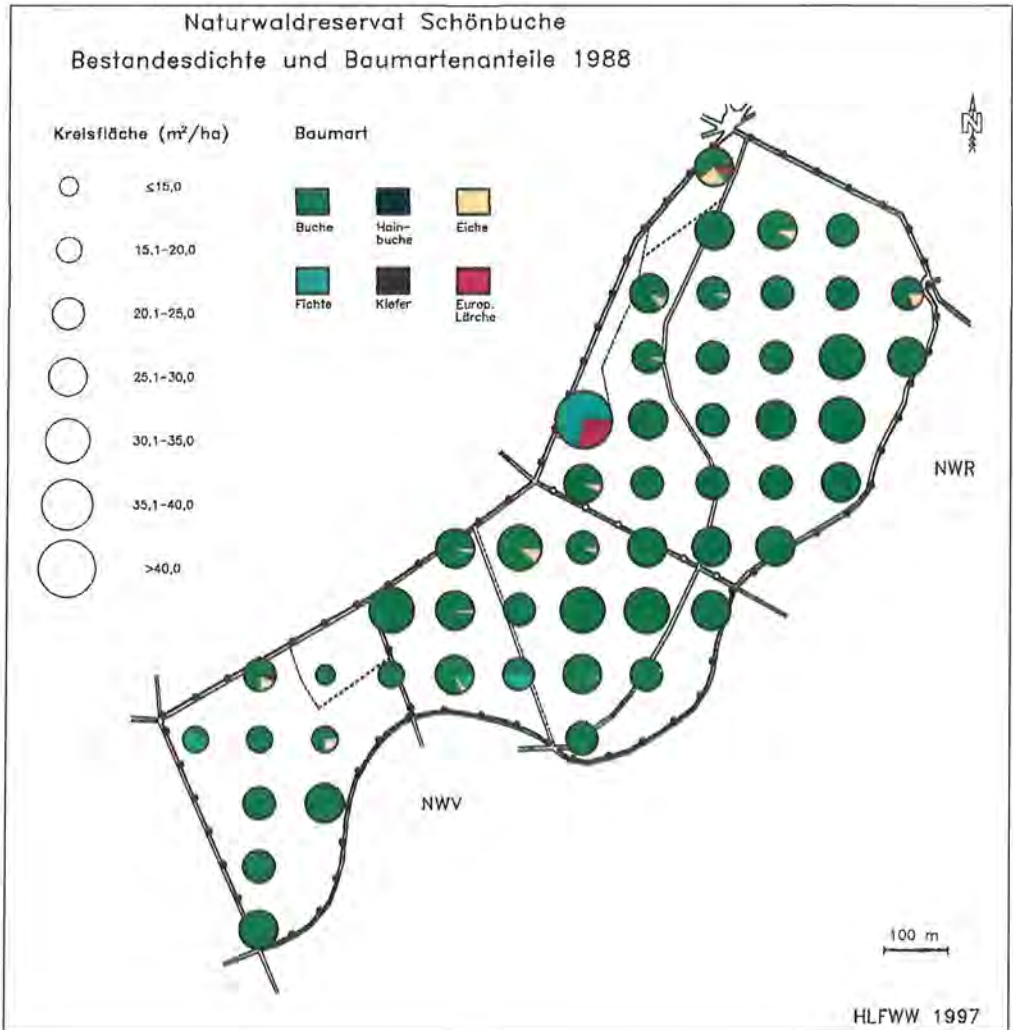 Naturwaldreservat Schönbuche
Bestandesdichte und Baumartenanteile 1988
Kreisfläche (m²/ha)
≤15,0
15,1-20,0
20,1-25,0
25,1-30,0
30,1-35,0
35,1-40,0
>40,0
Baumart
Buche
Hain-
buche
Eiche
Fichte
Kiefer
Europ.
Lärche
N
NWR
NWV
100 m
HLFWW 1997